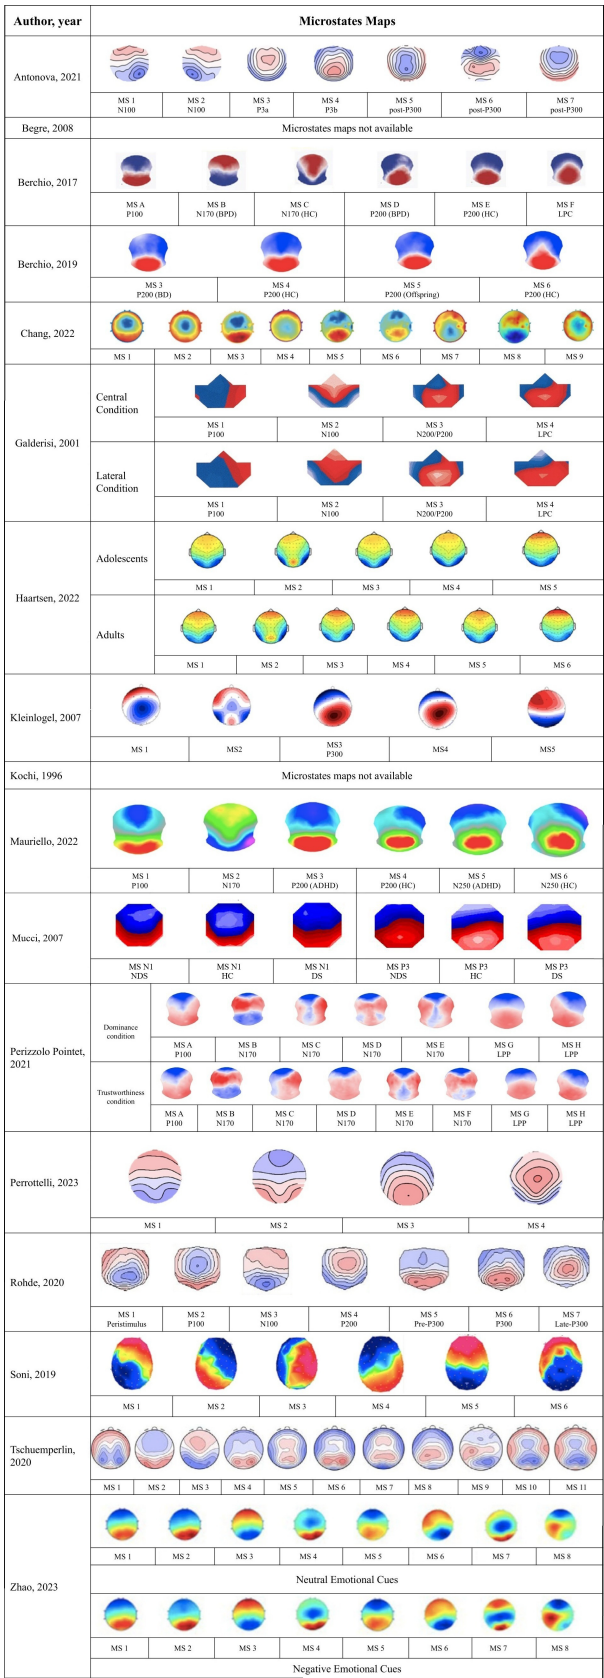 Author, year Microstates Maps
Antonova, 2021
MS 1 MS 2 MS 3 MS 4 MS 5 MS 6 MS 7
N100 N100 P3a P3b post-P300 post-P300 post-P300
Begre, 2008 Microstates maps not available
Berchio, 2017
MS A MS B MS C MS D MS E MS F
P100 N170 (BPD) N170 (HC) P200 (BPD) P200 (HC) LPC
Berchio, 2019
MS 3 MS 4 MS 5 MS 6
P200 (BD) P200 (HC) P200 (Offspring) P200 (HC)
Chang, 2022
MS 1 MS 2 MS 3 MS 4 MS 5 MS 6 MS 7 MS 8 MS 9
Galderisi, 2001
Central
Condition
MS 1 MS 2 MS 3 MS 4
P100 N100 N200/P200 LPC
Lateral
Condition
MS 1 MS 2 MS 3 MS 4
P100 N100 N200/P200 LPC
Haartsen, 2022
Adolescents
MS 1 MS 2 MS 3 MS 4 MS 5
Adults
MS 1 MS 2 MS 3 MS 4 MS 5 MS 6
Kleinlogel, 2007
MS 1 MS2 MS3 MS4 MS5
P300
Kochi, 1996 Microstates maps not available
Mauriello, 2022
MS 1 MS 2 MS 3 MS 4 MS 5 MS 6
P100 N170 P200 (ADHD) P200 (HC) N250 (ADHD) N250 (HC)
Mucci, 2007
MS N1 MS N1 MS N1 MS P3 MS P3 MS P3
NDS HC DS NDS HC DS
Perizzolo Pointet,
2021
Dominance
condition
MS A MS B MS C MS D MS E MS G MS H
P100 N170 N170 N170 N170 LPP LPP
Trustworthiness
condition
MS A MS B MS C MS D MS E MS F MS G MS H
P100 N170 N170 N170 N170 N170 LPP LPP
Perrottelli, 2023
MS 1 MS 2 MS 3 MS 4
Rohde, 2020
MS 1 MS 2 MS 3 MS 4 MS 5 MS 6 MS 7
Peristimulus P100 N100 P200 Pre-P300 P300 Late-P300
Soni, 2019
MS 1 MS 2 MS 3 MS 4 MS 5 MS 6
Tschuemperlin,
2020
MS 1 MS 2 MS 3 MS 4 MS 5 MS 6 MS 7 MS 8 MS 9 MS 10 MS 11
Zhao, 2023
MS 1 MS 2 MS 3 MS 4 MS 5 MS 6 MS 7 MS 8
Neutral Emotional Cues
MS 1 MS 2 MS 3 MS 4 MS 5 MS 6 MS 7 MS 8
Negative Emotional Cues